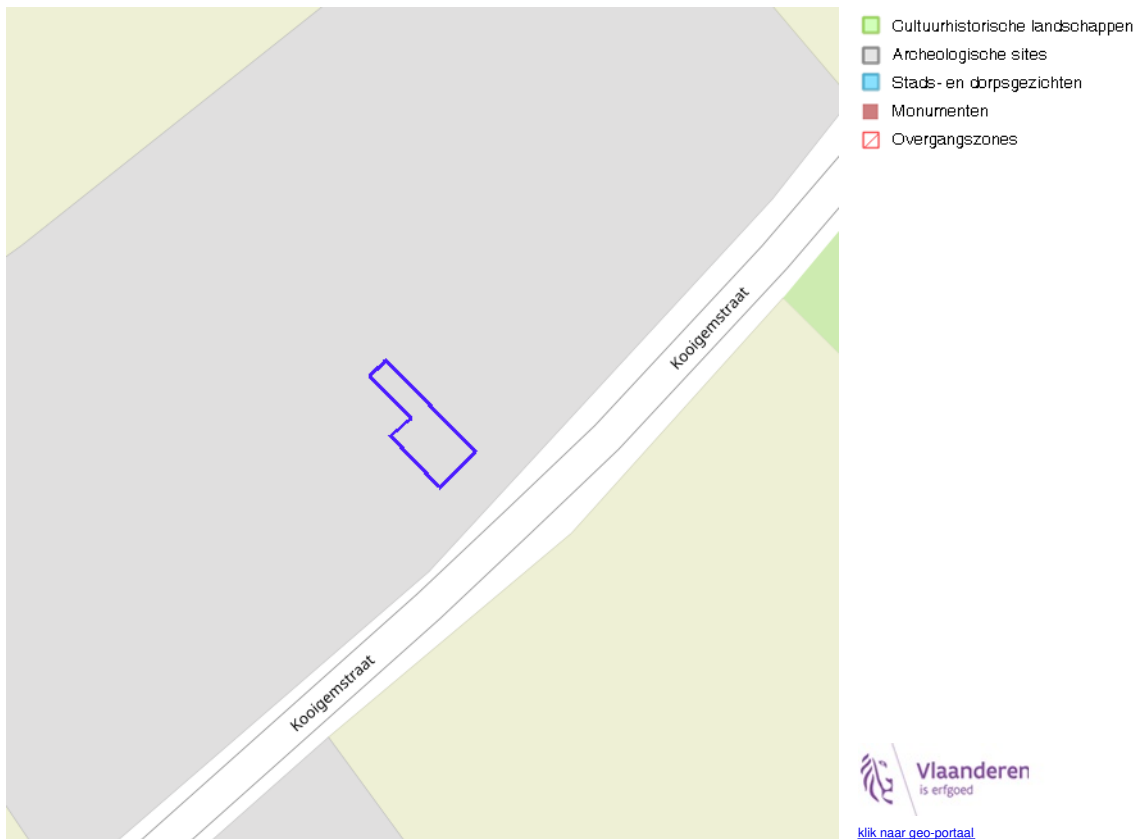 Cultuurhistorische landschappen
Archeologische sites
Stads- en dorpsgezichten
Monumenten
Overgangszones
Kooigemstraat
Kooigemstraat
Vlaanderen
is erfgoed
klik naar geo-portaal